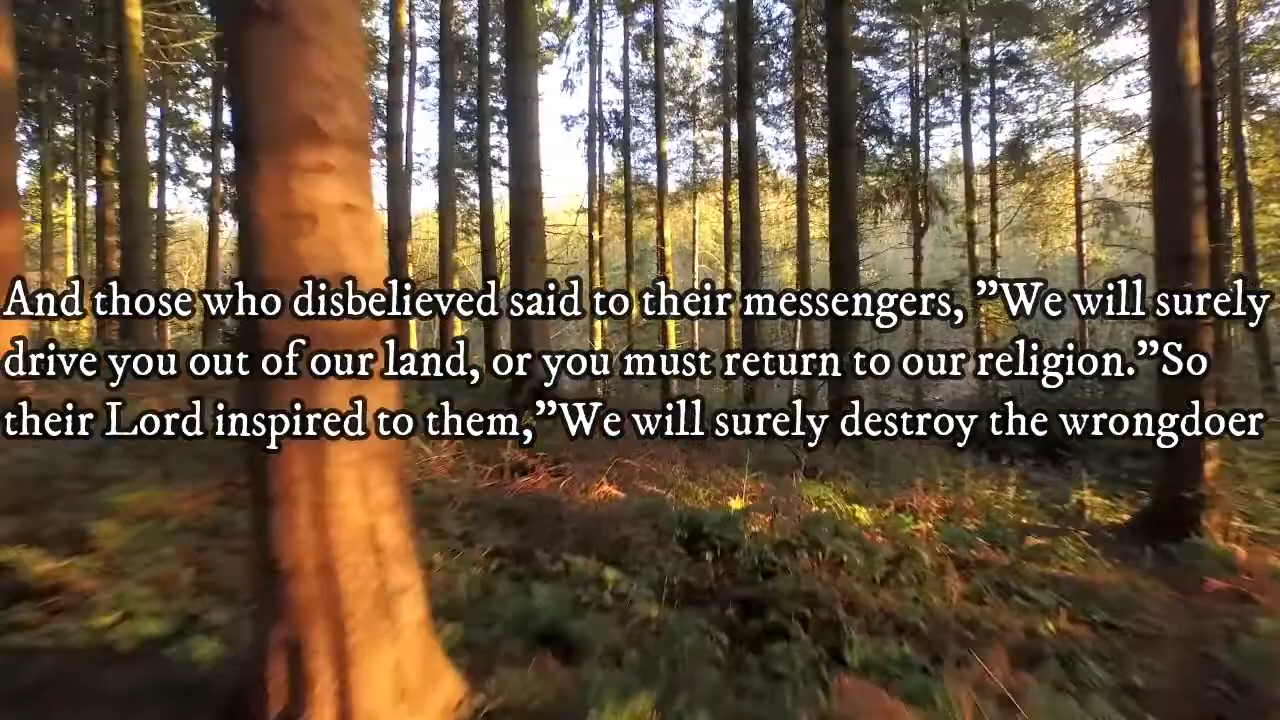 And those who disbelieved said to their messengers, ”We will surely
drive you out of our land, or you must return to our religion.”So
their Lord inspired to them,”We will surely destroy the wrongdoer